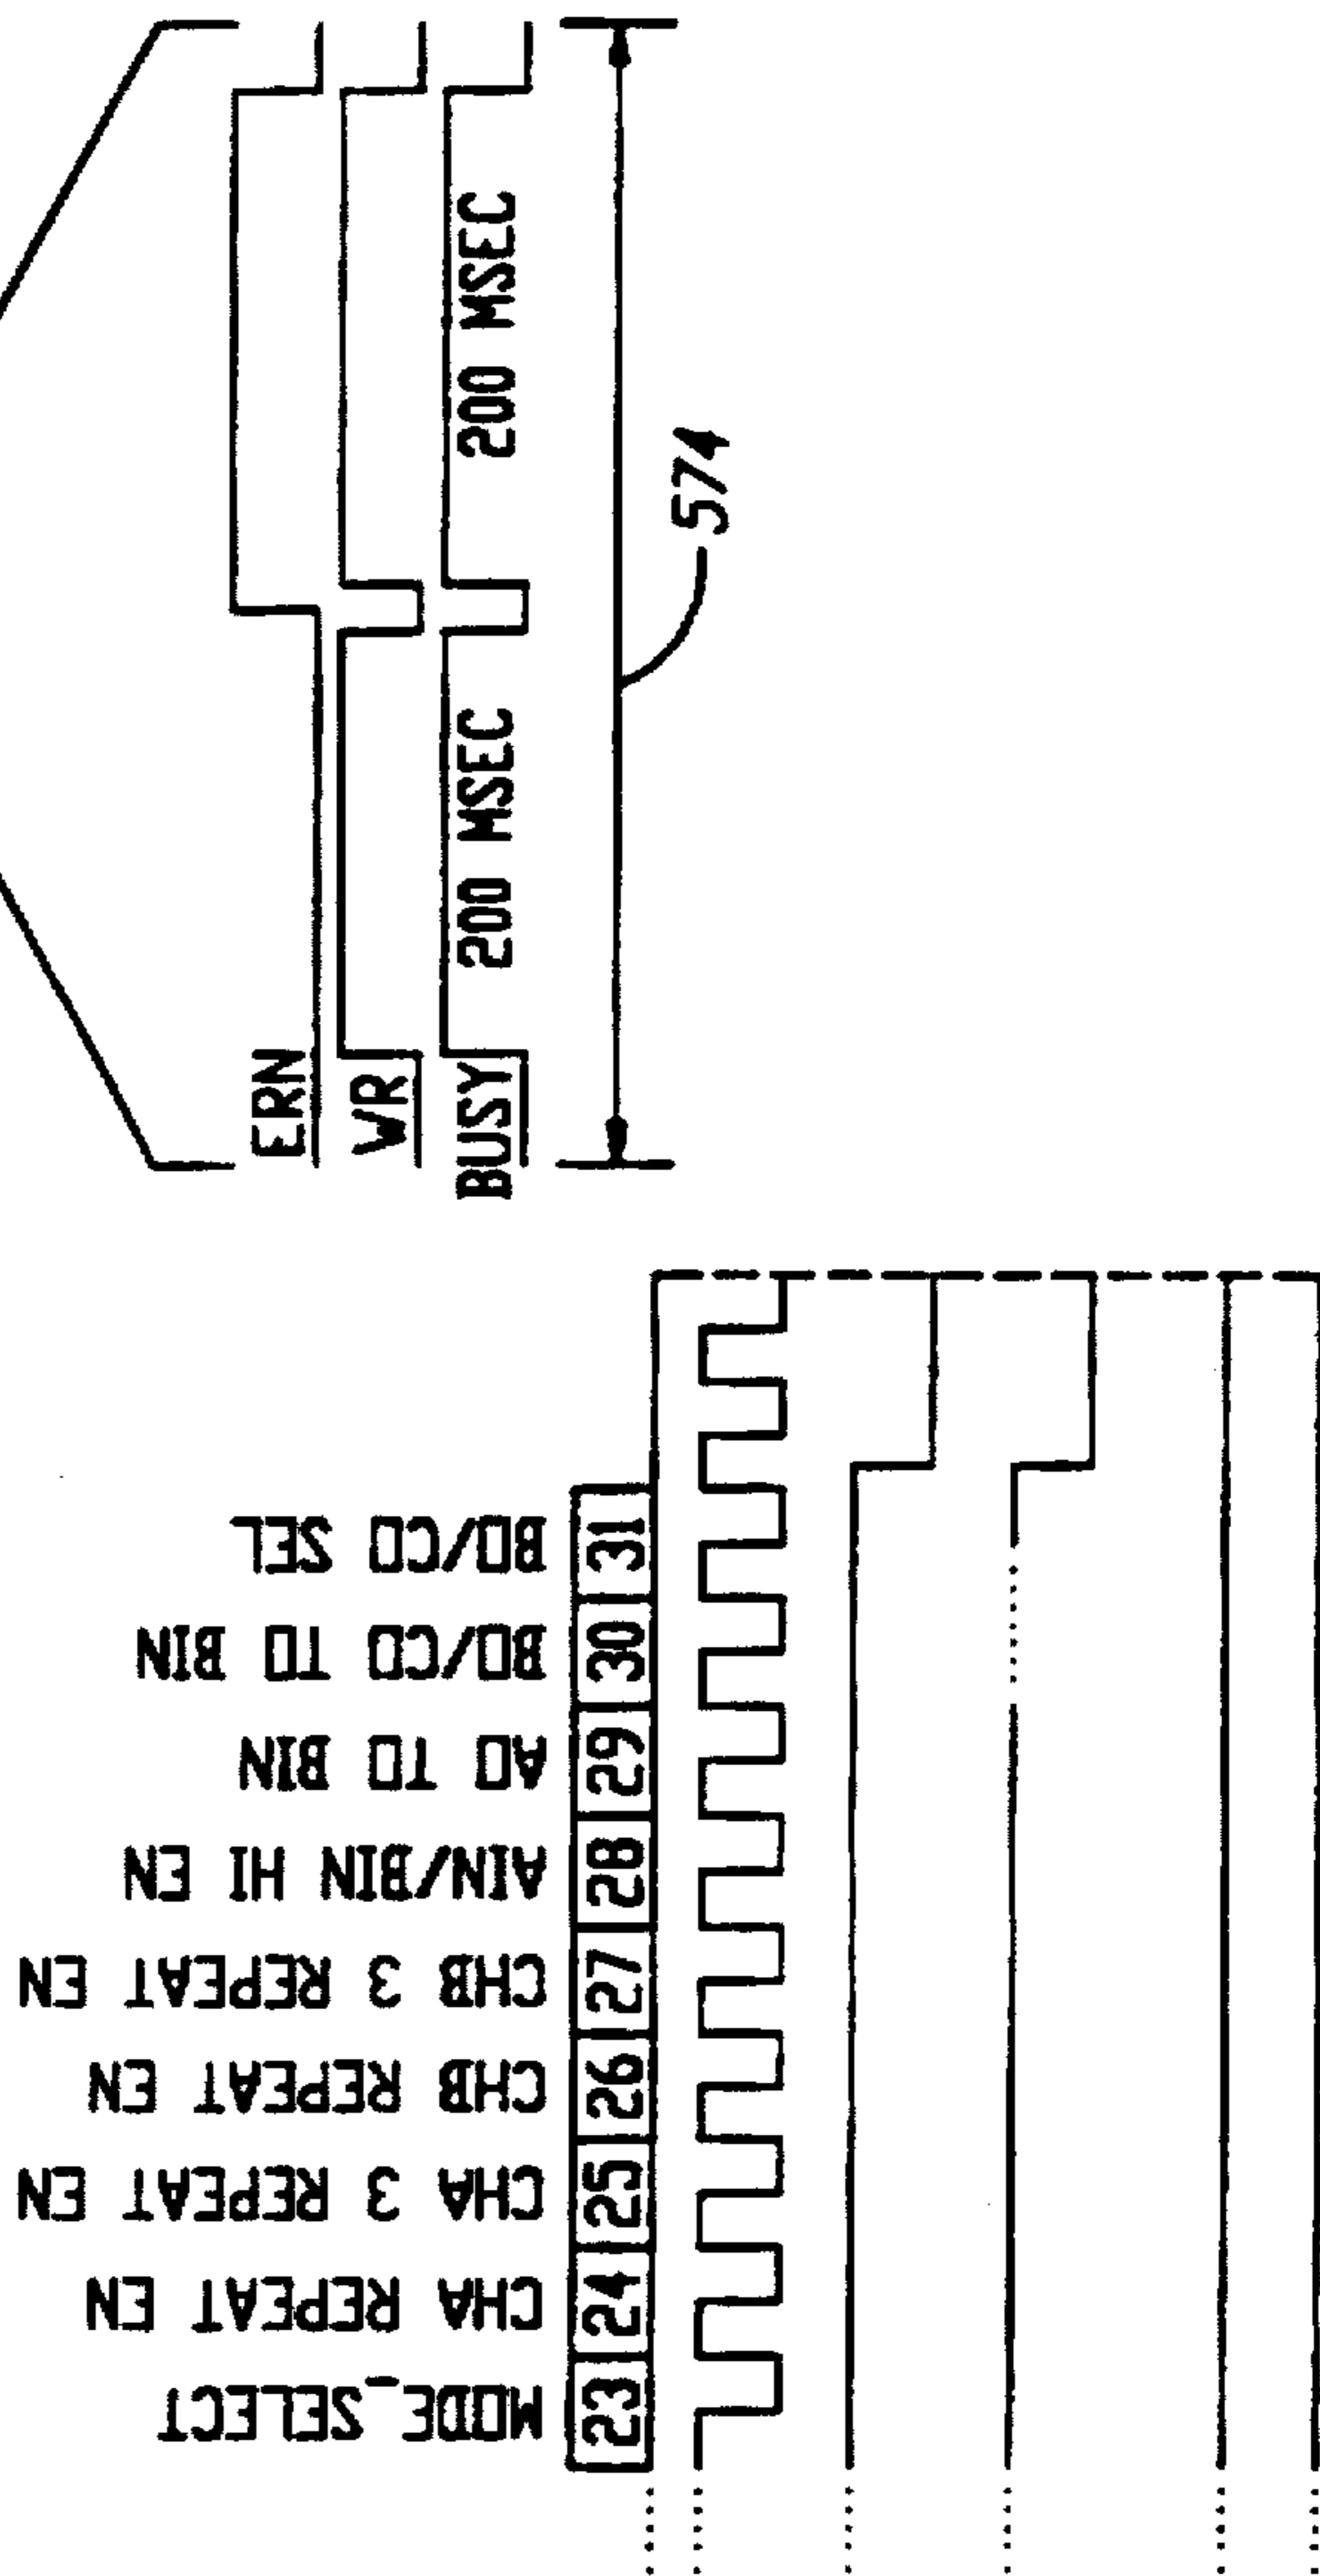 ERN
WR
BUSY 200 MSEC 200 MSEC
574
MODE_SELECT
CHA REPEAT EN
CHA 3 REPEAT EN
CHB REPEAT EN
CHB 3 REPEAT EN
AIN/BIN HI EN
AO TO BIN
BO/CO TO BIN
BO/CO SEL
23 24 25 26 27 28 29 30 31